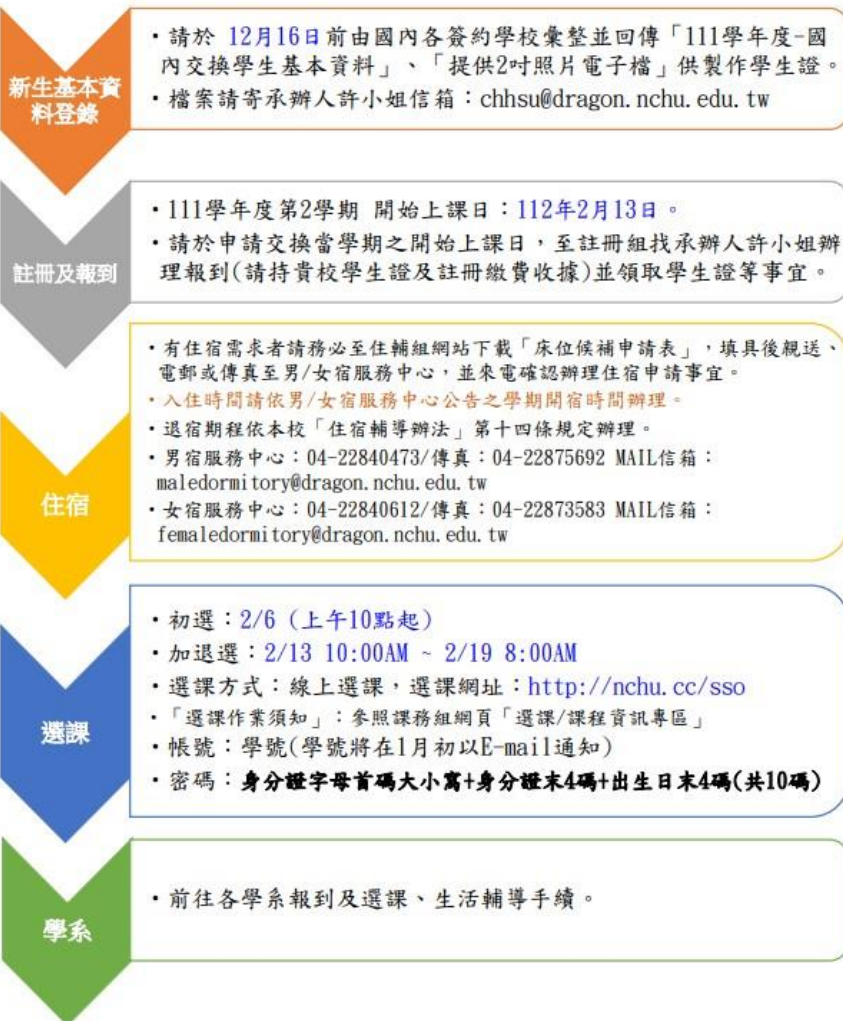 新生基本資
料登錄
・請於 12月16日前由國內各簽約學校彙整並回傳「111學年度-國
內交換學生基本資料」、「提供2吋照片電子檔」供製作學生證。
・檔案請寄承辦人許小姐信箱：chhsu@dragon.nchu.edu.tw
註冊及報到
・111學年度第2學期 開始上課日：112年2月13日。
・請於申請交換當學期之開始上課日，至註冊組找承辦人許小姐辦
理報到(請持貴校學生證及註冊繳費收據)並領取學生證等事宜。
住宿
・有住宿需求者請務必至住輔組網站下載「床位候補申請表」，填具後親送、
電郵或傳真至男/女宿服務中心，並來電確認辦理住宿申請事宜。
・入住時間請依男/女宿服務中心公告之學期開宿時間辦理。
・退宿期程依本校「住宿輔導辦法」第十四條規定辦理。
・男宿服務中心：04-22840473/傳真：04-22875692 MAIL信箱：
maledormitory@dragon.nchu.edu.tw
・女宿服務中心：04-22840612/傳真：04-22873583 MAIL信箱：
femaledormitory@dragon.nchu.edu.tw
選課
・初選：2/6 (上午10點起)
・加退選：2/13 10:00AM ~ 2/19 8:00AM
・選課方式：線上選課，選課網址：http://nchu.cc/sso
・「選課作業須知」：參照課務組網頁「選課/課程資訊專區」
・帳號：學號(學號將在1月初以E-mail通知)
・密碼：身分證字母首碼大小寫+身分證末4碼+出生日末4碼(共10碼)
學系
・前往各學系報到及選課、生活輔導手續。